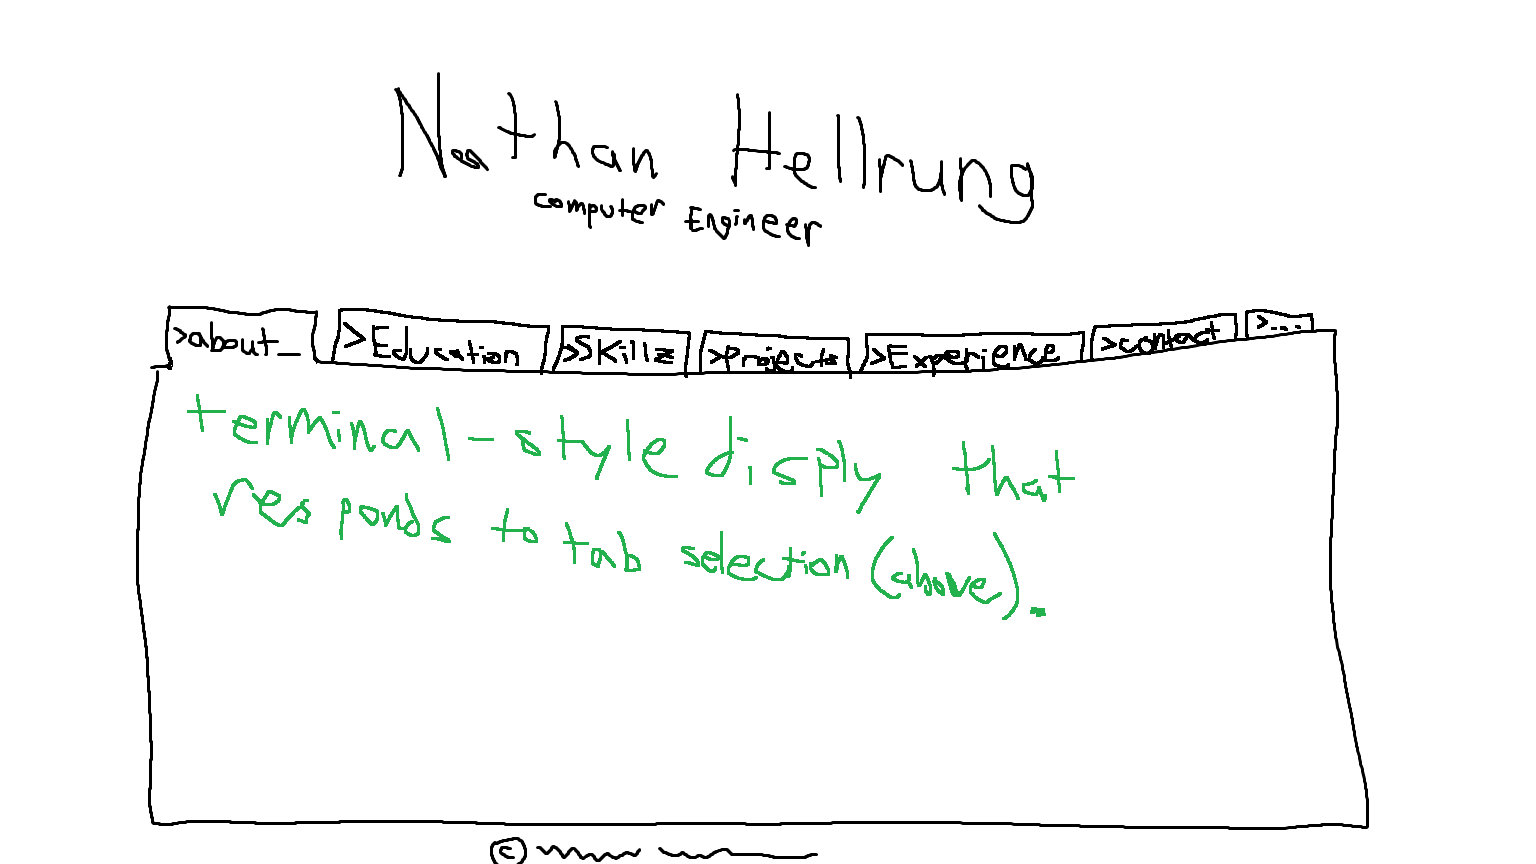 Nathan Hellrung
Computer Engineer
>about_ >Education >Skillz >Projects >Experience >contact >...
terminal-style disply that
responds to tab selection (above).
©